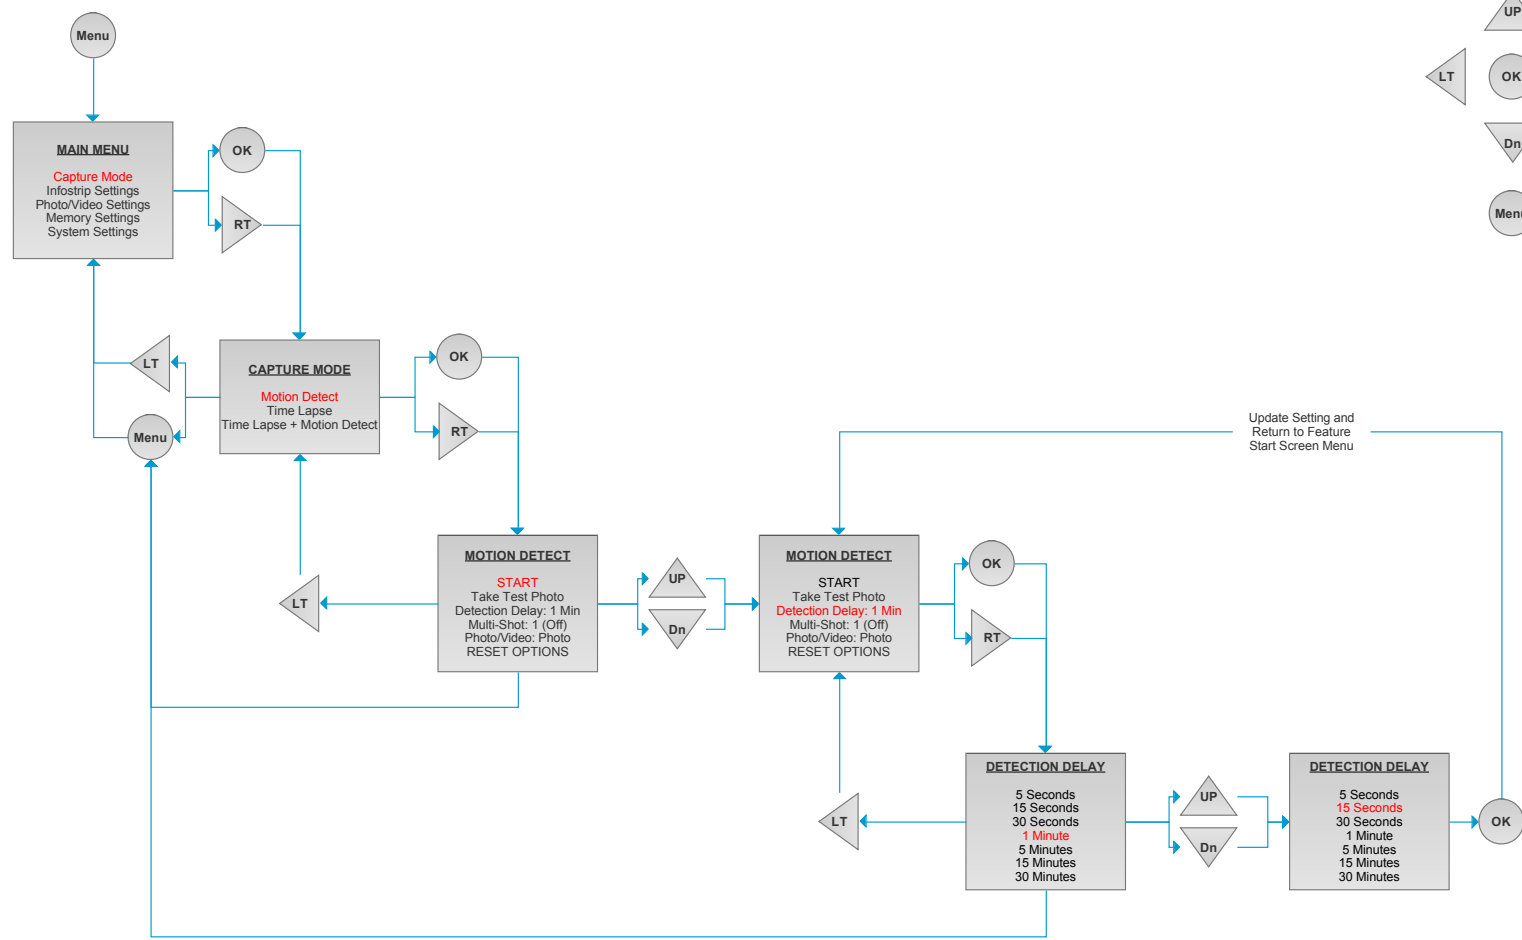 Menu
UP
LT
OK
Dn
Menu
MAIN MENU
Capture Mode
Infostrip Settings
Photo/Video Settings
Memory Settings
System Settings
OK
RT
LT
Menu
CAPTURE MODE
Motion Detect
Time Lapse
Time Lapse + Motion Detect
OK
RT
Update Setting and
Return to Feature
Start Screen Menu
LT
MOTION DETECT
START
Take Test Photo
Detection Delay: 1 Min
Multi-Shot: 1 (Off)
Photo/Video: Photo
RESET OPTIONS
UP
Dn
MOTION DETECT
START
Take Test Photo
Detection Delay: 1 Min
Multi-Shot: 1 (Off)
Photo/Video: Photo
RESET OPTIONS
OK
RT
LT
DETECTION DELAY
5 Seconds
15 Seconds
30 Seconds
1 Minute
5 Minutes
15 Minutes
30 Minutes
UP
Dn
DETECTION DELAY
5 Seconds
15 Seconds
30 Seconds
1 Minute
5 Minutes
15 Minutes
30 Minutes
OK